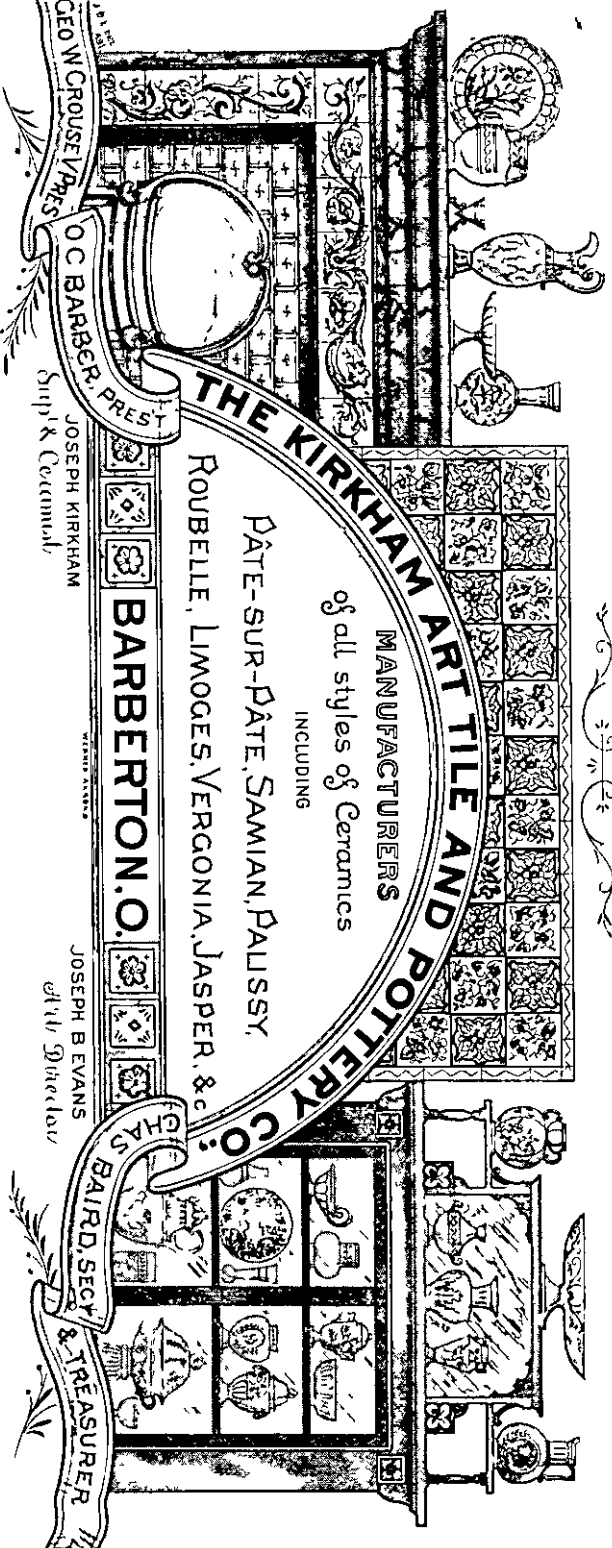 THE KIRKHAM ART TILE AND POTTERY CO.,
MANUFACTURERS
of all styles of Ceramics
INCLUDING
PÂTE-SUR-PÂTE, SAMIAN, PALISSY,
ROUBELLE, LIMOGES, VERGONIA, JASPER, &c
BARBERTON, O.
GEO W CROUSE V PRES
O C BARBER, PREST
CHAS BAIRD, SECY
& TREASURER,
JOSEPH KIRKHAM
Sup't & Ceramist
JOSEPH B EVANS
Art Director